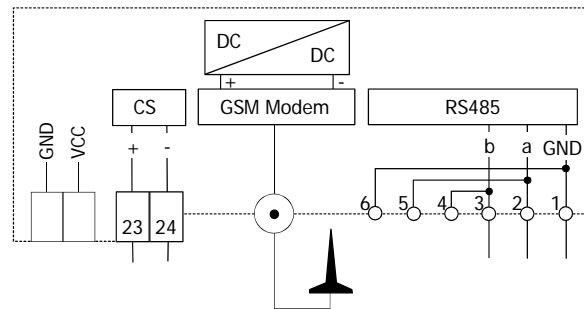 DC
DC
+ -
CS
GSM Modem
RS485
GND
VCC
+ -
b a GND
6 5 4 3 2 1
23 24